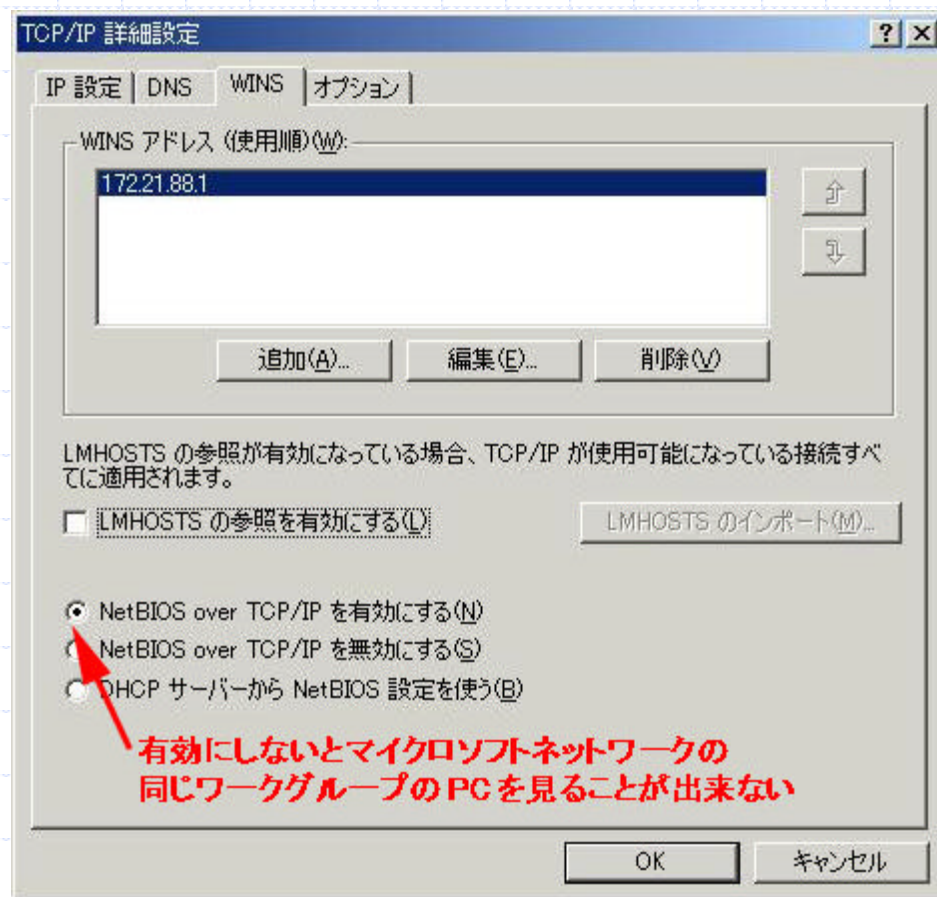 TCP/IP 詳細設定
IP 設定 DNS WINS オプション
WINS アドレス (使用順)(W):
172.21.88.1
追加(A)... 編集(E)... 削除(V)
LMHOSTS の参照が有効になっている場合、TCP/IP が使用可能になっている接続すべ
てに適用されます。
LMHOSTS の参照を有効にする(L) LMHOSTS のインポート(M)...
NetBIOS over TCP/IP を有効にする(N)
NetBIOS over TCP/IP を無効にする(S)
DHCP サーバーから NetBIOS 設定を使う(B)
有効にしないとマイクロソフトネットワークの
同じワークグループのPCを見ることが出来ない
OK キャンセル